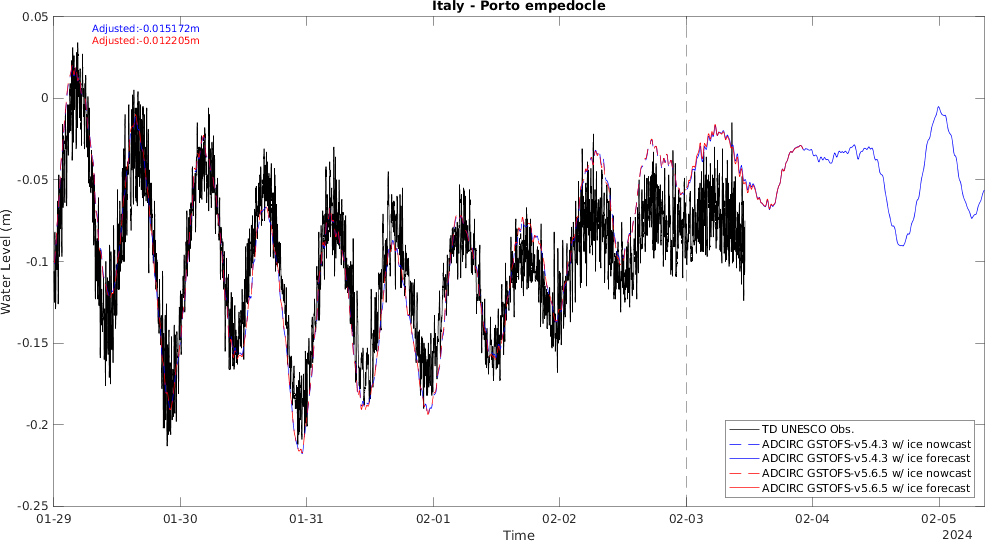 Italy - Porto empedocle
Adjusted:-0.015172m
Adjusted:-0.012205m
0.05
0
-0.05
-0.1
-0.15
-0.2
-0.25
Water Level (m)
TD UNESCO Obs.
ADCIRC GSTOFS-v5.4.3 w/ ice nowcast
ADCIRC GSTOFS-v5.4.3 w/ ice forecast
ADCIRC GSTOFS-v5.6.5 w/ ice nowcast
ADCIRC GSTOFS-v5.6.5 w/ ice forecast
01-29 01-30 01-31 02-01 02-02 02-03 02-04 02-05
Time
2024